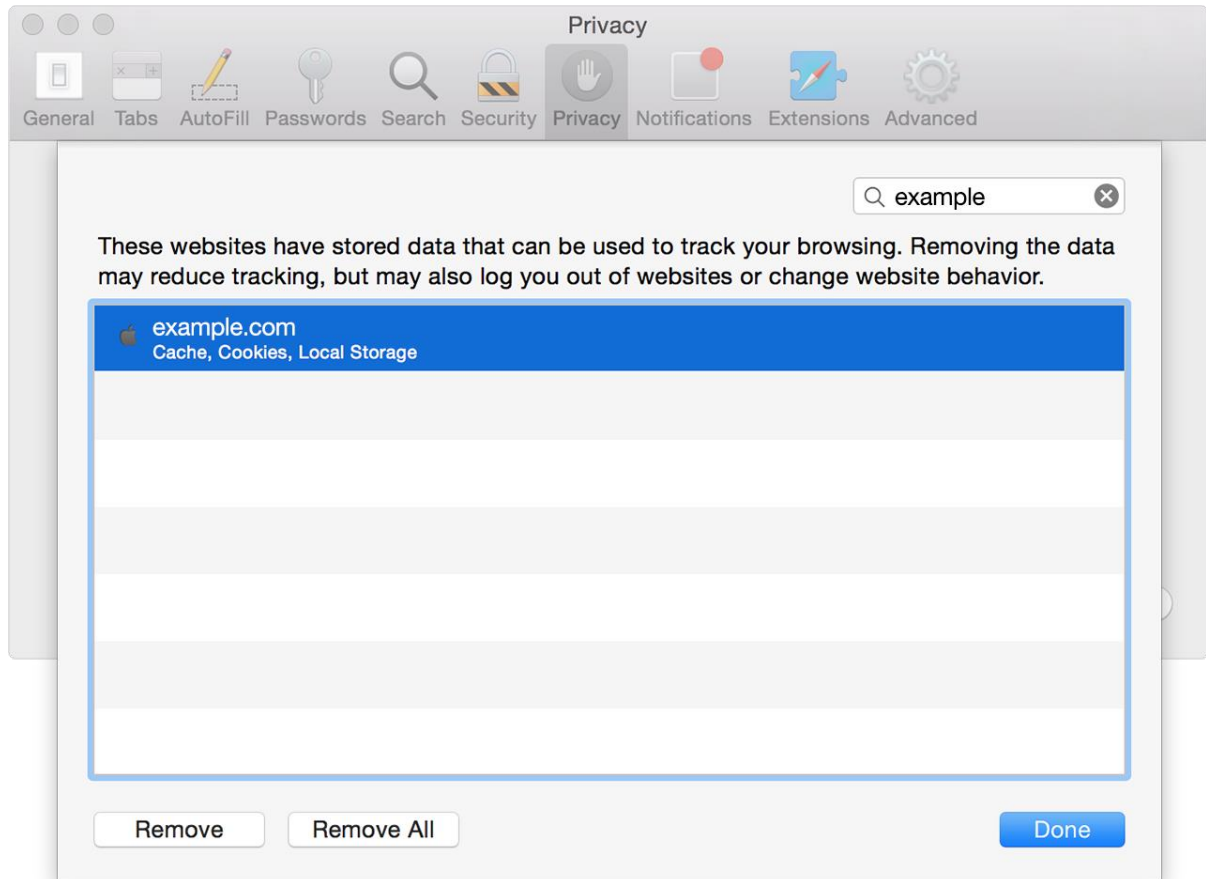 Privacy
General Tabs AutoFill Passwords Search Security Privacy Notifications Extensions Advanced
example
These websites have stored data that can be used to track your browsing. Removing the data
may reduce tracking, but may also log you out of websites or change website behavior.
example.com
Cache, Cookies, Local Storage
Remove Remove All Done